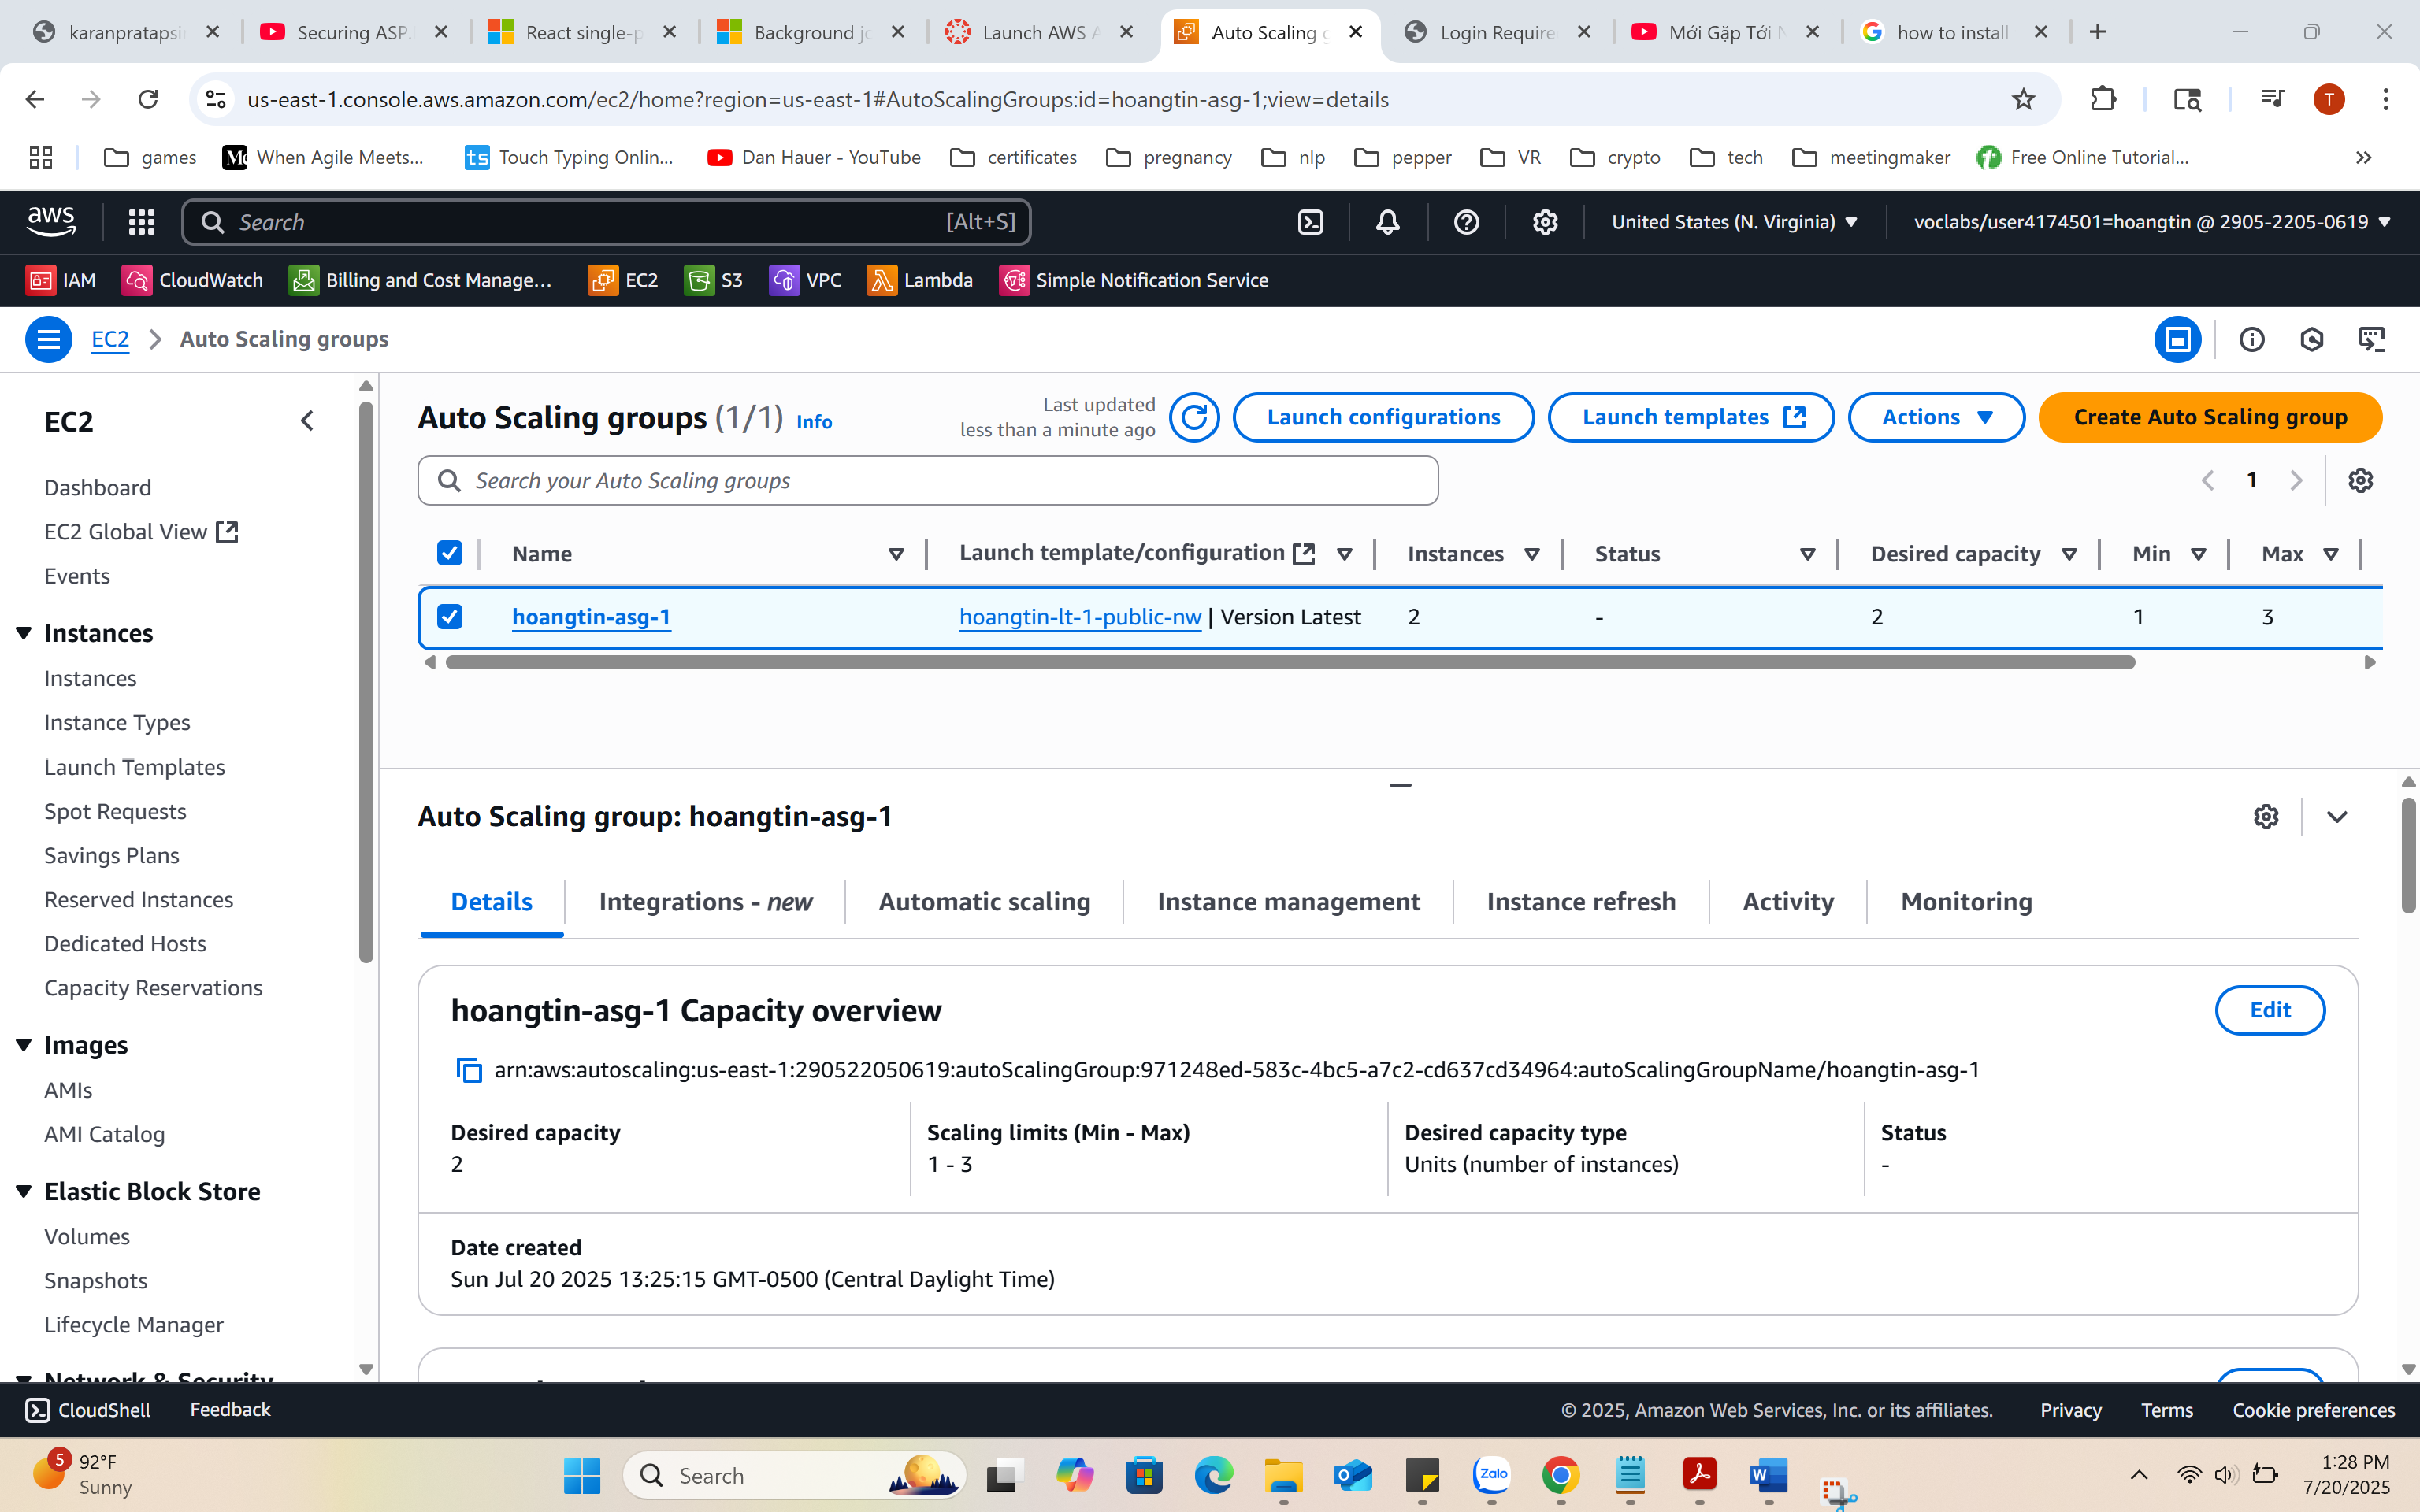 karanpratapsi
Securing ASP.
React single-p
Background jo
Launch AWS A
Auto Scaling g
Login Require
Mới Gặp Tới N
how to install
us-east-1.console.aws.amazon.com/ec2/home?region=us-east-1#AutoScalingGroups:id=hoangtin-asg-1;view=details
T
games
When Agile Meets...
ts Touch Typing Onlin...
Dan Hauer - YouTube
certificates
pregnancy
nlp
pepper
VR
crypto
tech
meetingmaker
Free Online Tutorial...
aws
Search [Alt+S]
United States (N. Virginia)
voclabs/user4174501=hoangtin @ 2905-2205-0619
IAM
CloudWatch
Billing and Cost Manage...
EC2
S3
VPC
Lambda
Simple Notification Service
EC2 > Auto Scaling groups
EC2
Dashboard
EC2 Global View
Events
Instances
Instances
Instance Types
Launch Templates
Spot Requests
Savings Plans
Reserved Instances
Dedicated Hosts
Capacity Reservations
Images
AMIs
AMI Catalog
Elastic Block Store
Volumes
Snapshots
Lifecycle Manager
Network & Security
Auto Scaling groups (1/1) Info
Last updated
less than a minute ago
Launch configurations
Launch templates
Actions
Create Auto Scaling group
Search your Auto Scaling groups
1
Name Launch template/configuration Instances Status Desired capacity Min Max
hoangtin-asg-1 hoangtin-lt-1-public-nw | Version Latest 2 - 2 1 3
Auto Scaling group: hoangtin-asg-1
Details
Integrations - new
Automatic scaling
Instance management
Instance refresh
Activity
Monitoring
hoangtin-asg-1 Capacity overview
Edit
arn:aws:autoscaling:us-east-1:290522050619:autoScalingGroup:971248ed-583c-4bc5-a7c2-cd637cd34964:autoScalingGroupName/hoangtin-asg-1
Desired capacity
2
Scaling limits (Min - Max)
1 - 3
Desired capacity type
Units (number of instances)
Status
-
Date created
Sun Jul 20 2025 13:25:15 GMT-0500 (Central Daylight Time)
CloudShell
Feedback
© 2025, Amazon Web Services, Inc. or its affiliates.
Privacy
Terms
Cookie preferences
5
92°F
Sunny
Search
Zalo
1:28 PM
7/20/2025